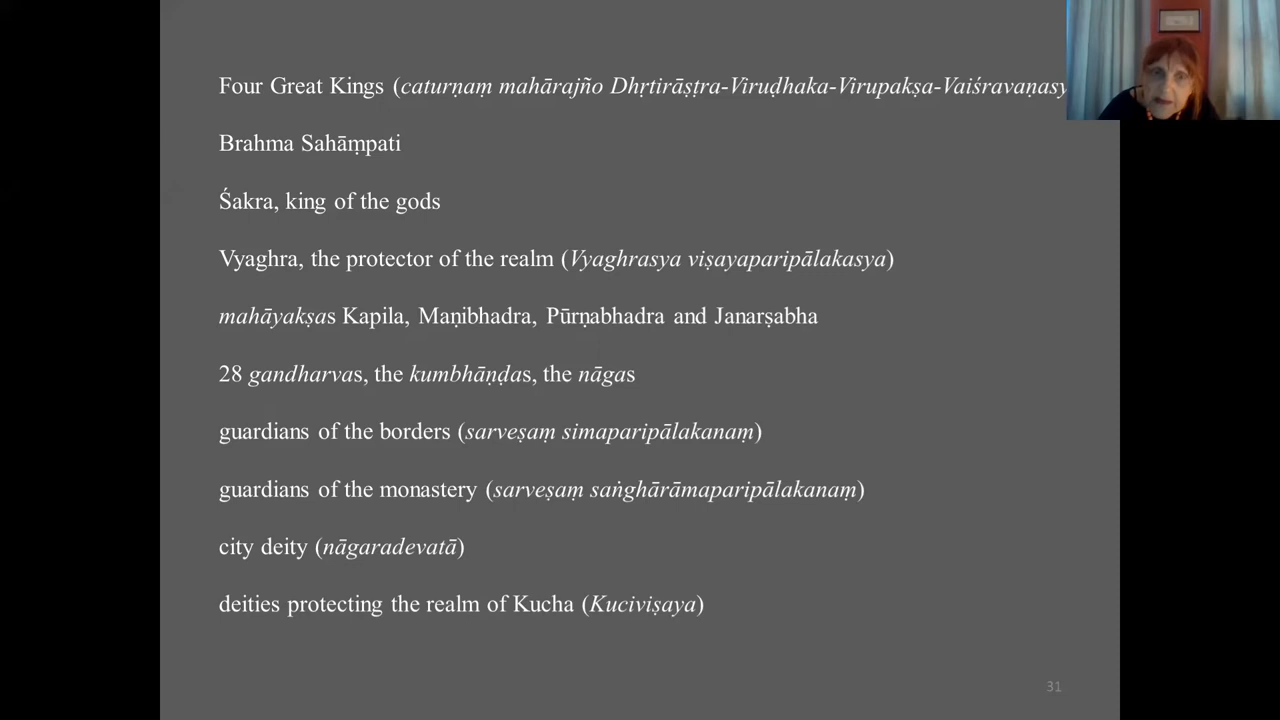 Four Great Kings (caturṇaṃ mahārajño Dhṛtirāṣṭra-Viruḍhaka-Virupakṣa-Vaiśravaṇasy
Brahma Sahāṃpati
Śakra, king of the gods
Vyaghra, the protector of the realm (Vyaghrasya viṣayaparipālakasya)
mahāyakṣas Kapila, Maṇibhadra, Pūrṇabhadra and Janarṣabha
28 gandharvas, the kumbhāṇḍas, the nāgas
guardians of the borders (sarveṣaṃ simaparipālakanaṃ)
guardians of the monastery (sarveṣaṃ saṅghārāmaparipālakanaṃ)
city deity (nāgaradevatā)
deities protecting the realm of Kucha (Kuciviṣaya)
31